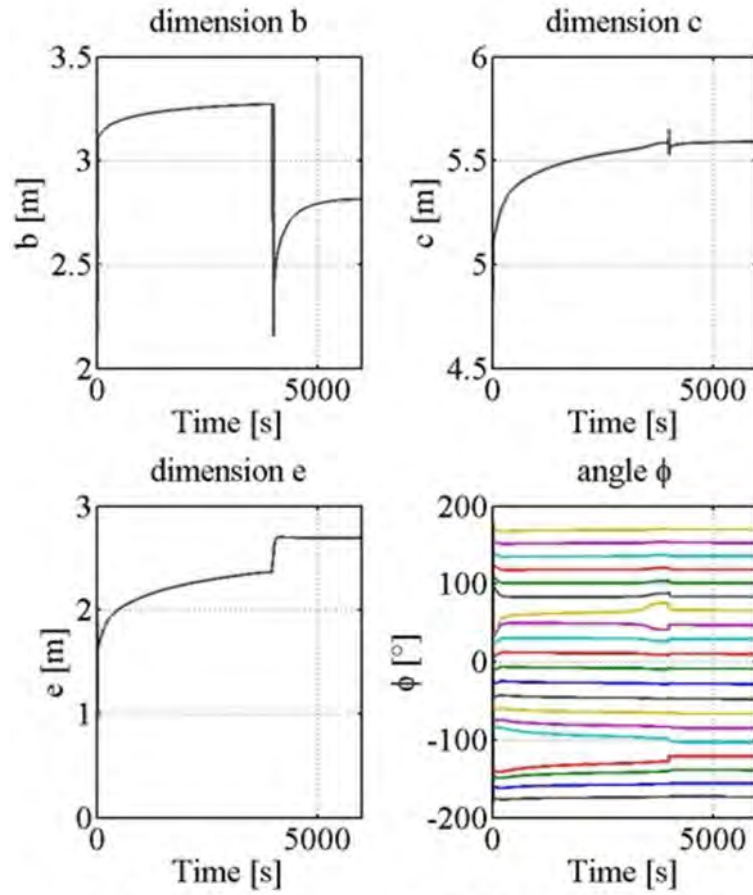 dimension b
3.5
3
2.5
2
b [m]
0
5000
Time [s]
dimension c
6
5.5
5
4.5
c [m]
0
5000
Time [s]
dimension e
3
2
1
0
e [m]
0
5000
Time [s]
angle ϕ
200
100
0
-100
-200
ϕ [°]
0
5000
Time [s]